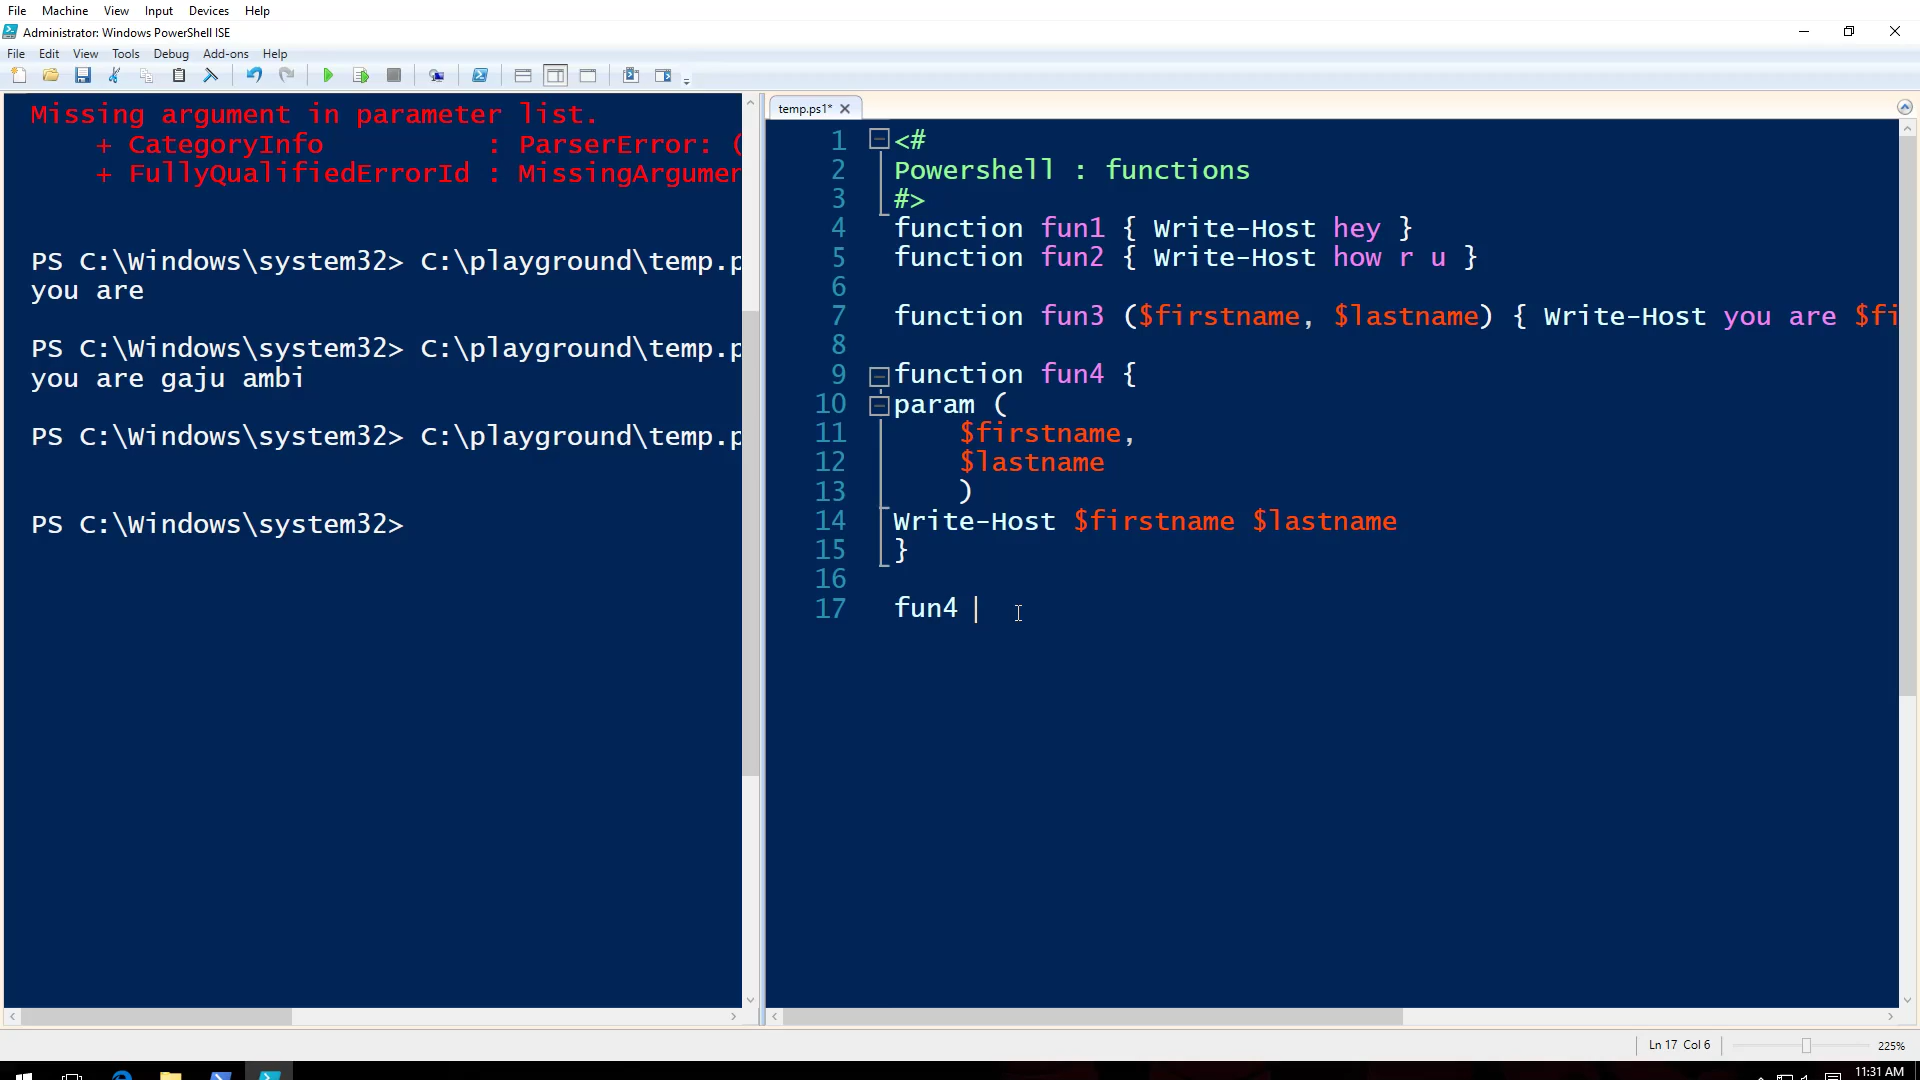 File Machine View Input Devices Help
Administrator: Windows PowerShell ISE
File Edit View Tools Debug Add-ons Help
Missing argument in parameter list.
+ CategoryInfo : ParserError: (
+ FullyQualifiedErrorId : MissingArgumen
PS C:\Windows\system32> C:\playground\temp.p
you are
PS C:\Windows\system32> C:\playground\temp.p
you are gaju ambi
PS C:\Windows\system32> C:\playground\temp.p
PS C:\Windows\system32>
temp.ps1*
1 <#
2 Powershell : functions
3 #>
4 function fun1 { Write-Host hey }
5 function fun2 { Write-Host how r u }
6
7 function fun3 ($firstname, $lastname) { Write-Host you are $fi
8
9 function fun4 {
10 param (
11 $firstname,
12 $lastname
13 )
14 Write-Host $firstname $lastname
15 }
16
17 fun4
Ln 17 Col 6
225%
11:31 AM